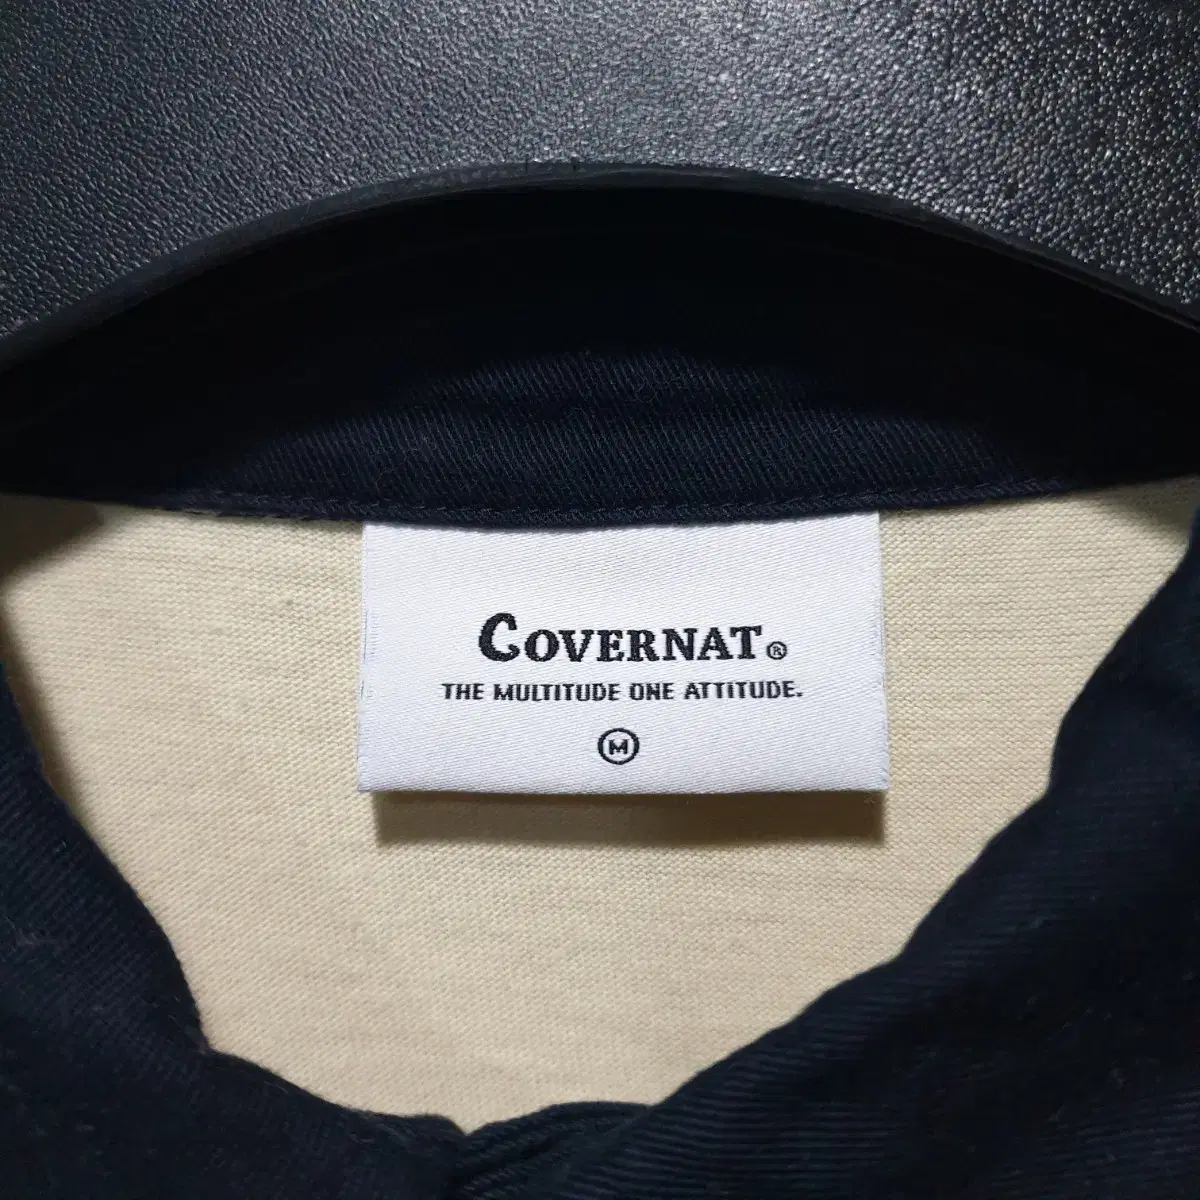 COVERNAT®
THE MULTITUDE ONE ATTITUDE.
M